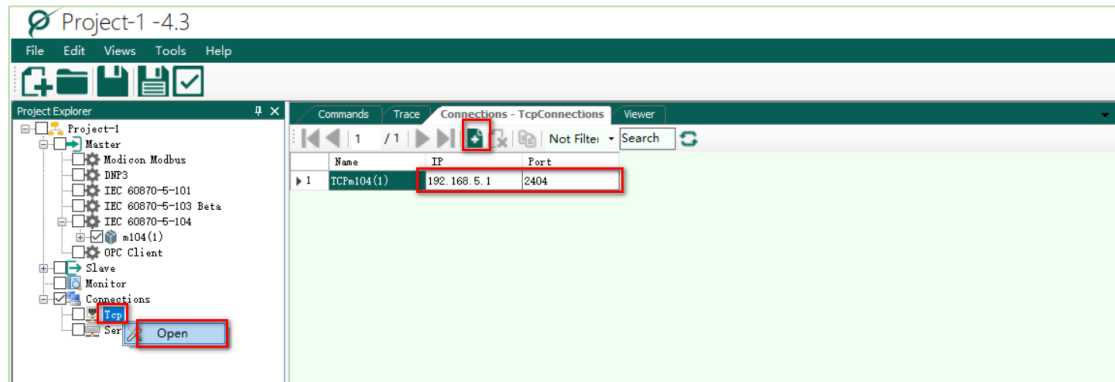 Project-1 -4.3
File Edit Views Tools Help
Project Explorer
Project-1
Master
Modicon Modbus
DNP3
IEC 60870-5-101
IEC 60870-5-103 Beta
IEC 60870-5-104
m104(1)
OPC Client
Slave
Monitor
Connections
Tcp
Ser
Open
Commands Trace Connections - TcpConnections Viewer
1 /1 Not Filter Search
Name IP Port
1 TCPm104(1) 192.168.5.1 2404